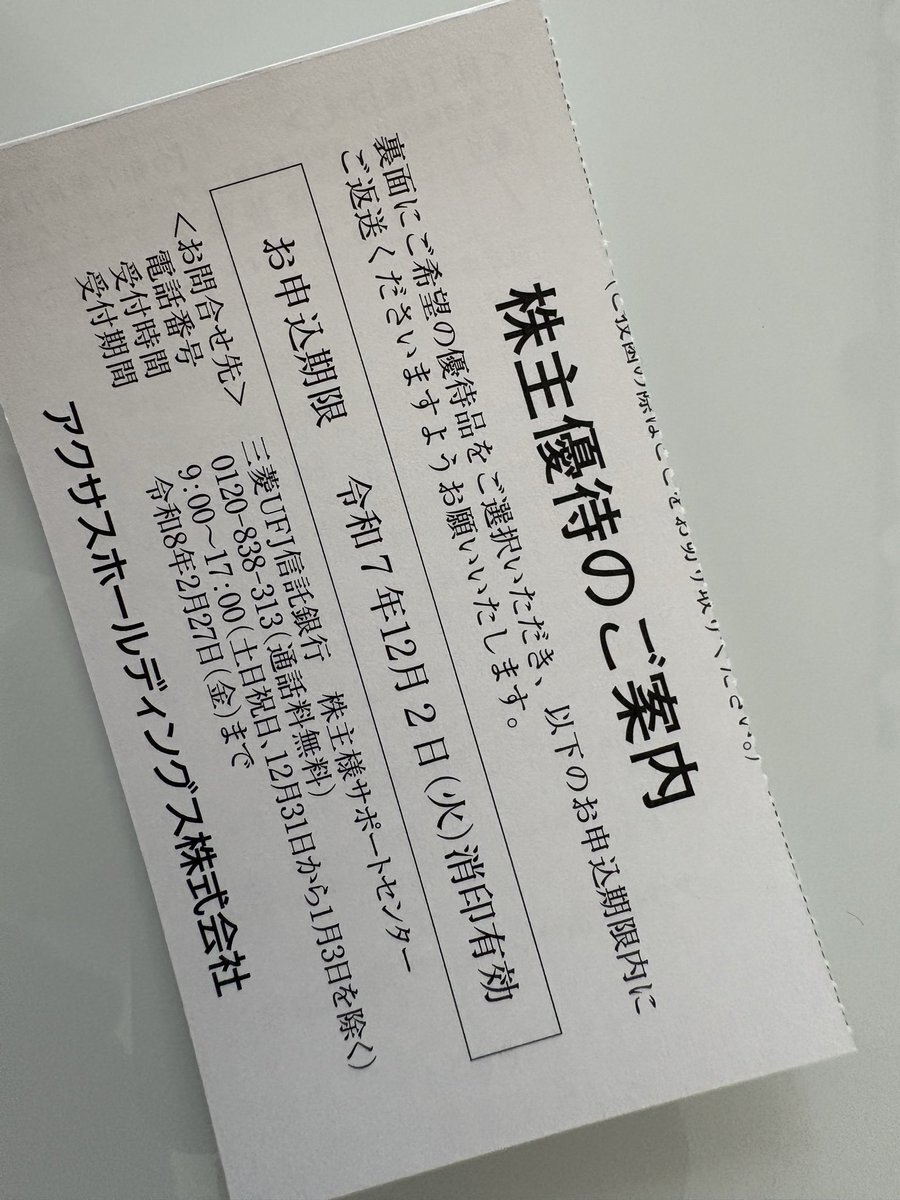 株主優待のご案内
裏面にご希望の優待品をご選択いただき、以下のお申込期限内に
ご返送くださいますようお願いいたします。
お申込期限 令和7年12月2日(火)消印有効
<お問合せ先> 三菱UFJ信託銀行 株主様サポートセンター
電話番号 0120-838-313(通話料無料)
受付時間 9:00～17:00(土日祝日、12月31日から1月3日を除く)
受付期間 令和8年2月27日(金)まで
アクサスホールディングス株式会社